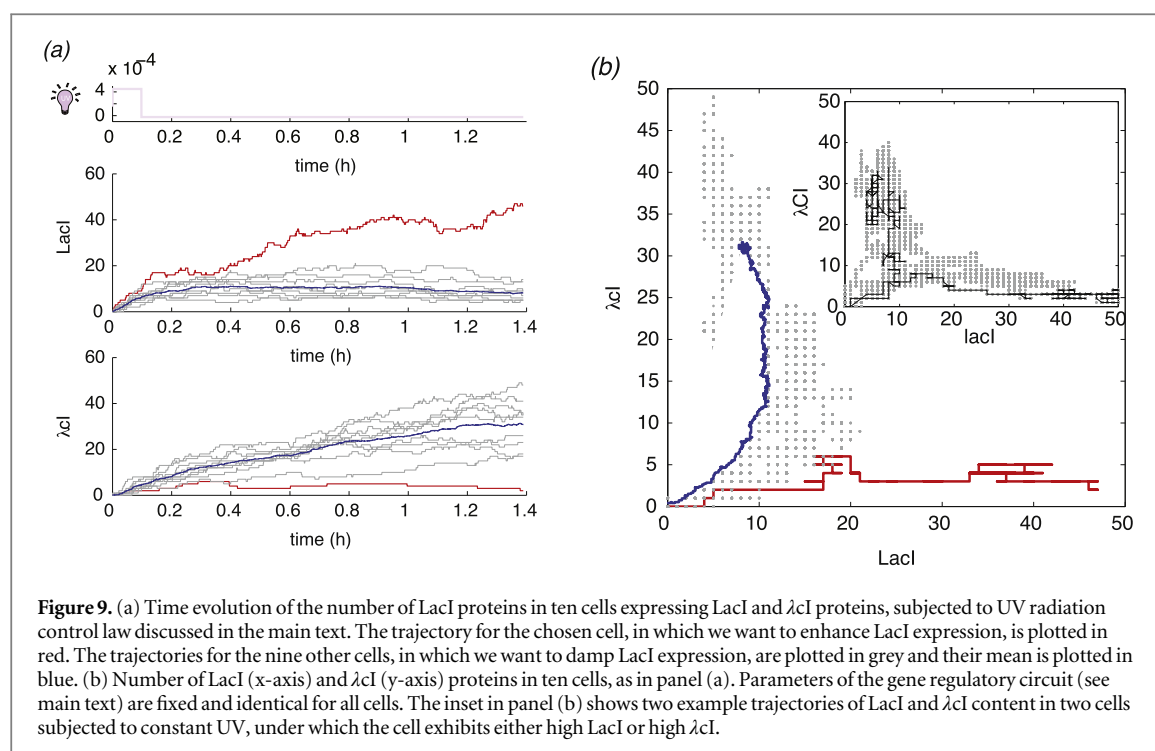 (a)
x 10⁻⁴
4
0
0 0.2 0.4 0.6 0.8 1 1.2
time (h)
60
40
20
0
LacI
0 0.2 0.4 0.6 0.8 1 1.2 1.4
time (h)
60
40
20
0
λcI
0 0.2 0.4 0.6 0.8 1 1.2 1.4
time (h)
(b)
50
45
40
35
30
25
20
15
10
5
0
λcI
0 10 20 30 40 50
LacI
50
40
30
20
10
0
λCI
0 10 20 30 40 50
lacI
Figure 9. (a) Time evolution of the number of LacI proteins in ten cells expressing LacI and λcI proteins, subjected to UV radiation
control law discussed in the main text. The trajectory for the chosen cell, in which we want to enhance LacI expression, is plotted in
red. The trajectories for the nine other cells, in which we want to damp LacI expression, are plotted in grey and their mean is plotted in
blue. (b) Number of LacI (x-axis) and λcI (y-axis) proteins in ten cells, as in panel (a). Parameters of the gene regulatory circuit (see
main text) are fixed and identical for all cells. The inset in panel (b) shows two example trajectories of LacI and λcI content in two cells
subjected to constant UV, under which the cell exhibits either high LacI or high λcI.